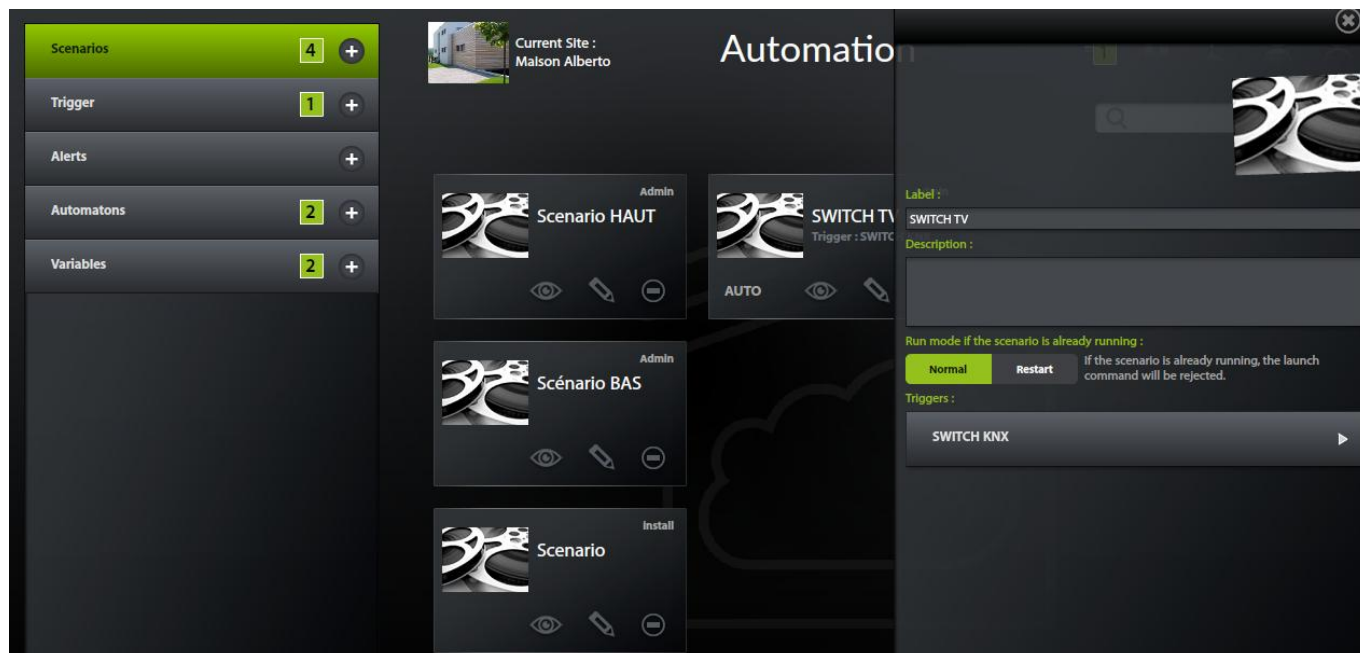 Scenarios 4 +
Trigger 1 +
Alerts +
Automatons 2 +
Variables 2 +
Current Site :
Maison Alberto
Automation
Admin
Scenario HAUT
SWITCH TV
Trigger : SWITC
AUTO
Admin
Scénario BAS
Install
Scenario
Label :
SWITCH TV
Description :
Run mode if the scenario is already running :
Normal
Restart
If the scenario is already running, the launch
command will be rejected.
Triggers :
SWITCH KNX